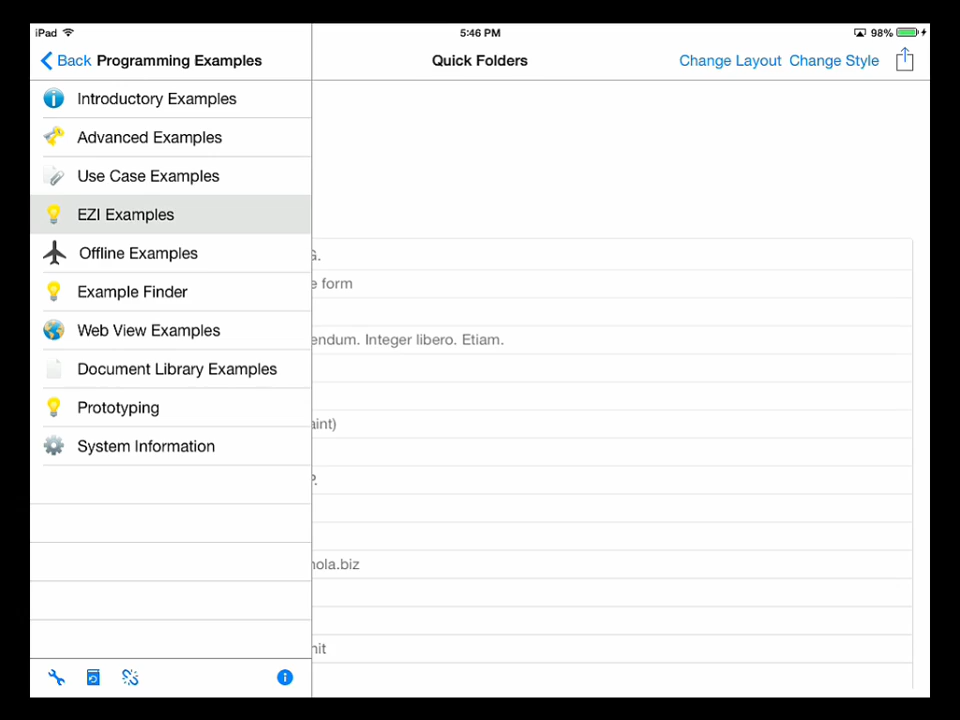 iPad 5:46 PM 98%
Back Programming Examples Quick Folders Change Layout Change Style
Introductory Examples
Advanced Examples
Use Case Examples
EZI Examples
Offline Examples
Example Finder
Web View Examples
Document Library Examples
Prototyping
System Information
form
endum. Integer libero. Etiam.
aint)
P.
nola.biz
nit